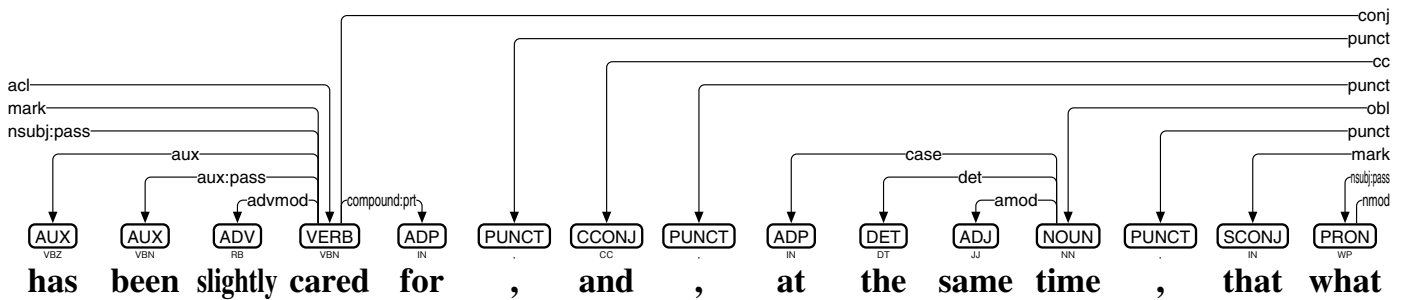 conj
punct
cc
acl punct
mark obl
nsubj:pass punct
aux case mark
aux:pass det nsubj:pass
advmod compound:prt amod nmod
AUX AUX ADV VERB ADP PUNCT CCONJ PUNCT ADP DET ADJ NOUN PUNCT SCONJ PRON
VBZ VBN RB VBN IN , CC , IN DT JJ NN , IN WP
has been slightly cared for , and , at the same time , that what